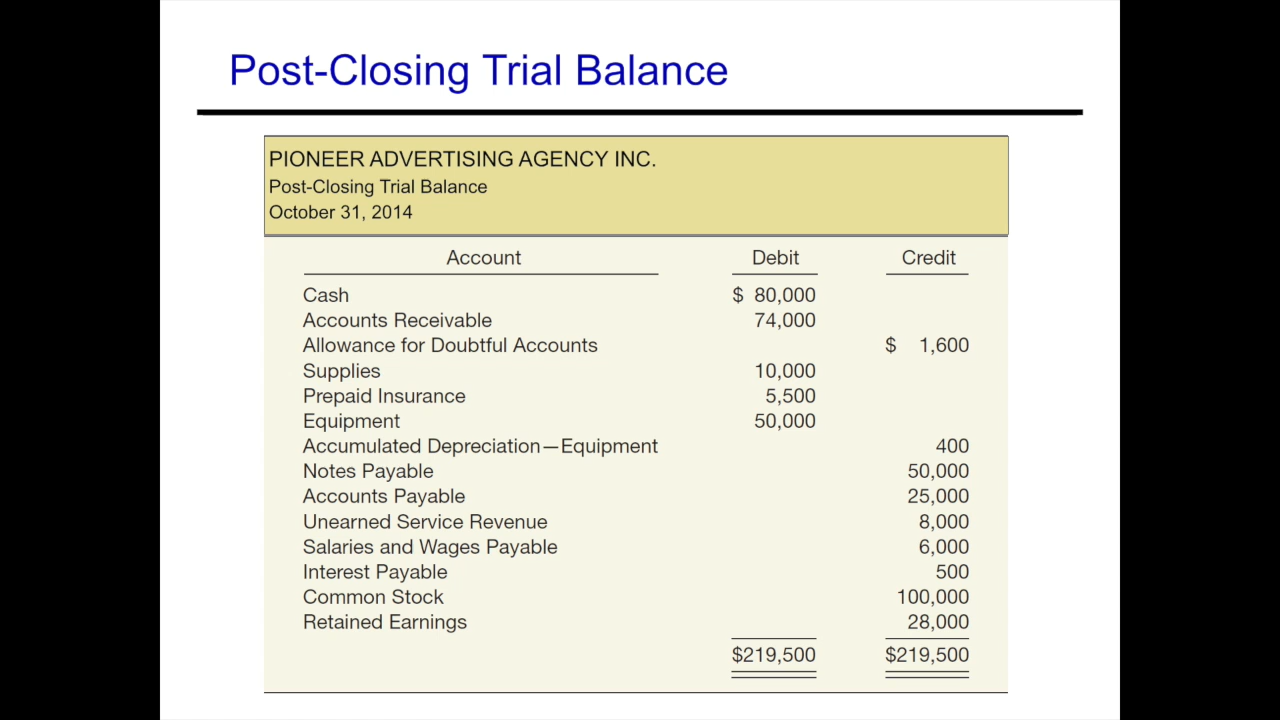 Post-Closing Trial Balance
PIONEER ADVERTISING AGENCY INC.
Post-Closing Trial Balance
October 31, 2014
Account Debit Credit
Cash $ 80,000
Accounts Receivable 74,000
Allowance for Doubtful Accounts $ 1,600
Supplies 10,000
Prepaid Insurance 5,500
Equipment 50,000
Accumulated Depreciation—Equipment 400
Notes Payable 50,000
Accounts Payable 25,000
Unearned Service Revenue 8,000
Salaries and Wages Payable 6,000
Interest Payable 500
Common Stock 100,000
Retained Earnings 28,000
$219,500 $219,500